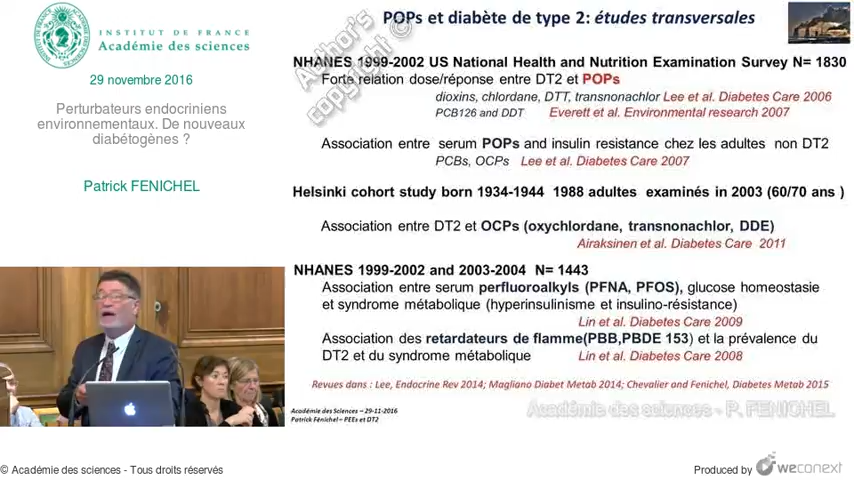 INSTITUT DE FRANCE
Académie des sciences
29 novembre 2016
Perturbateurs endocriniens
environnementaux. De nouveaux
diabétogènes ?
Patrick FENICHEL
POPs et diabète de type 2: études transversales
Author's
copyright ©
NHANES 1999-2002 US National Health and Nutrition Examination Survey N= 1830
Forte relation dose/réponse entre DT2 et POPs
dioxins, chlordane, DTT, transnonachlor Lee et al. Diabetes Care 2006
PCB126 and DDT Everett et al. Environmental research 2007
Association entre serum POPs and insulin resistance chez les adultes non DT2
PCBs, OCPs Lee et al. Diabetes Care 2007
Helsinki cohort study born 1934-1944 1988 adultes examinés in 2003 (60/70 ans )
Association entre DT2 et OCPs (oxychlordane, transnonachlor, DDE)
Airaksinen et al. Diabetes Care 2011
NHANES 1999-2002 and 2003-2004 N= 1443
Association entre serum perfluoroalkyls (PFNA, PFOS), glucose homeostasie
et syndrome métabolique (hyperinsulinisme et insulino-résistance)
Lin et al. Diabetes Care 2009
Association des retardateurs de flamme(PBB,PBDE 153) et la prévalence du
DT2 et du syndrome métabolique Lin et al. Diabetes Care 2008
Revues dans : Lee, Endocrine Rev 2014; Magliano Diabet Metab 2014; Chevalier and Fenichel, Diabetes Metab 2015
Académie des Sciences – 29-11-2016
Patrick Fénichel – PEEs et DT2
Académie des sciences - P. FENICHEL
© Académie des sciences - Tous droits réservés
Produced by weconext